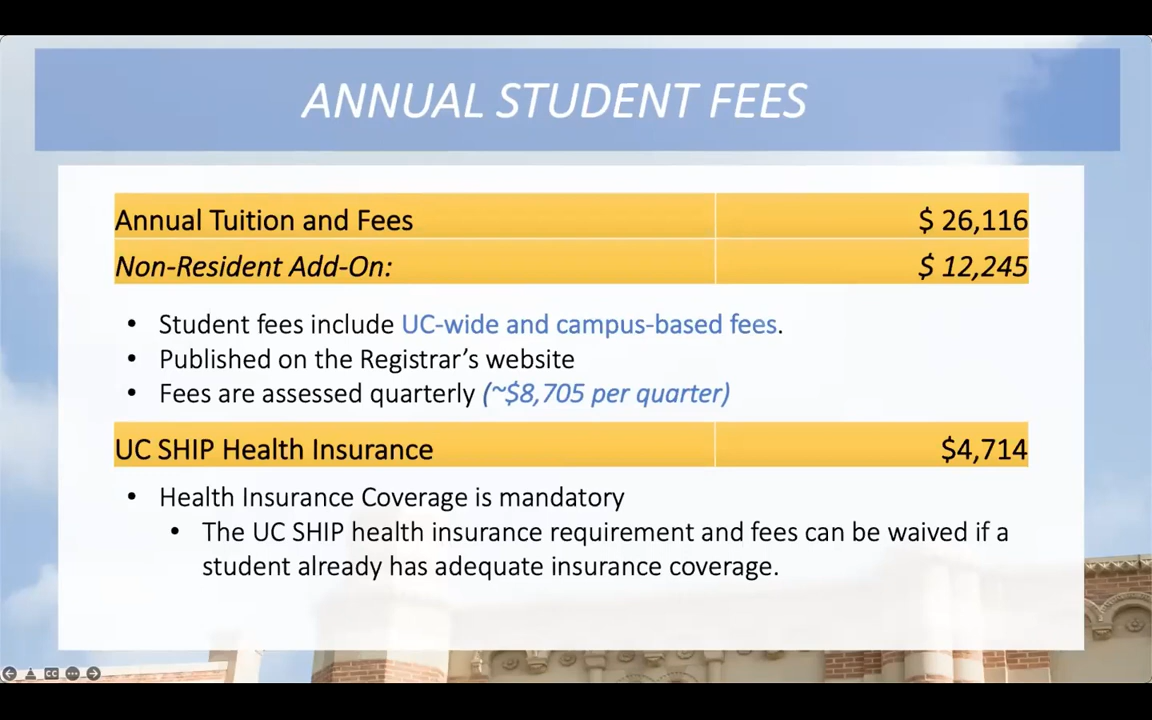 ANNUAL STUDENT FEES
Annual Tuition and Fees $ 26,116
Non-Resident Add-On: $ 12,245
• Student fees include UC-wide and campus-based fees.
• Published on the Registrar’s website
• Fees are assessed quarterly (~$8,705 per quarter)
UC SHIP Health Insurance $4,714
• Health Insurance Coverage is mandatory
• The UC SHIP health insurance requirement and fees can be waived if a
student already has adequate insurance coverage.
CC